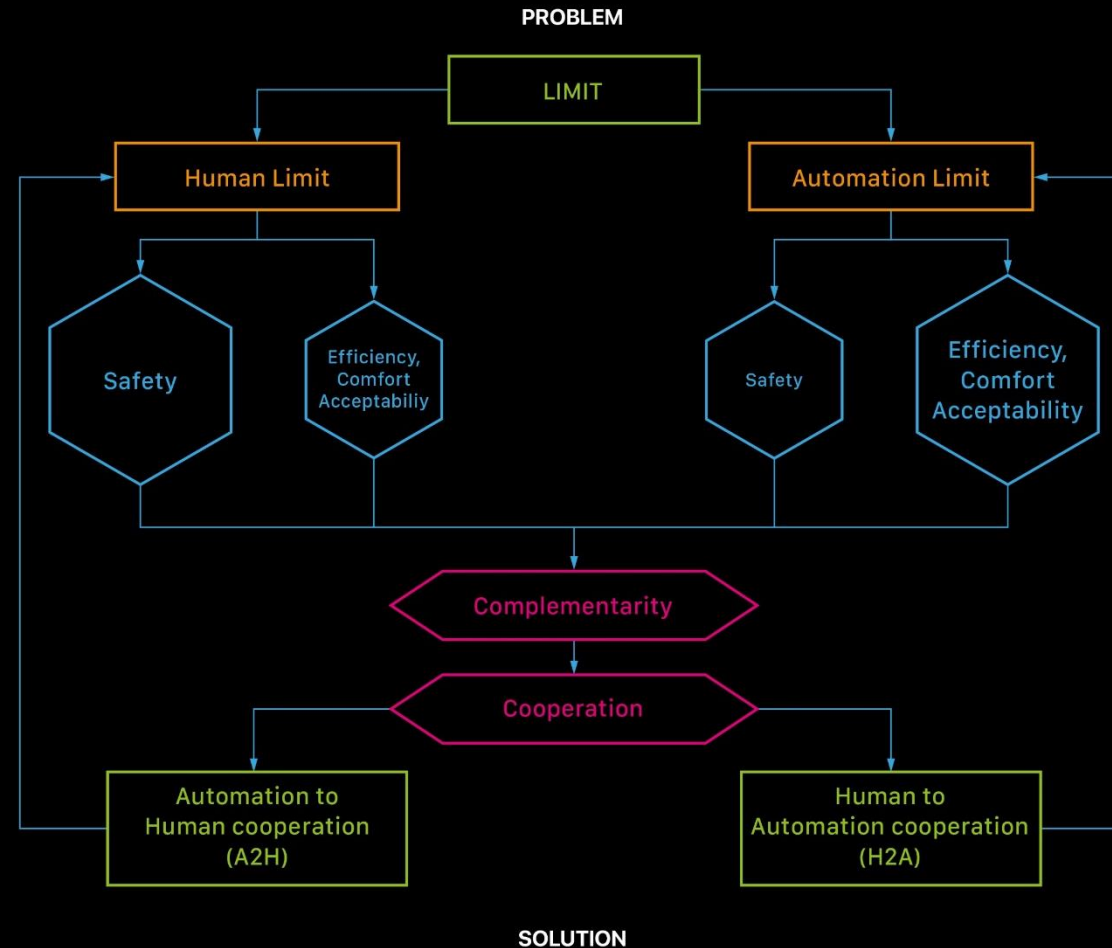 PROBLEM
LIMIT
Human Limit
Automation Limit
Safety
Efficiency,
Comfort
Acceptabiliy
Safety
Efficiency,
Comfort
Acceptability
Complementarity
Cooperation
Automation to
Human cooperation
(A2H)
Human to
Automation cooperation
(H2A)
SOLUTION